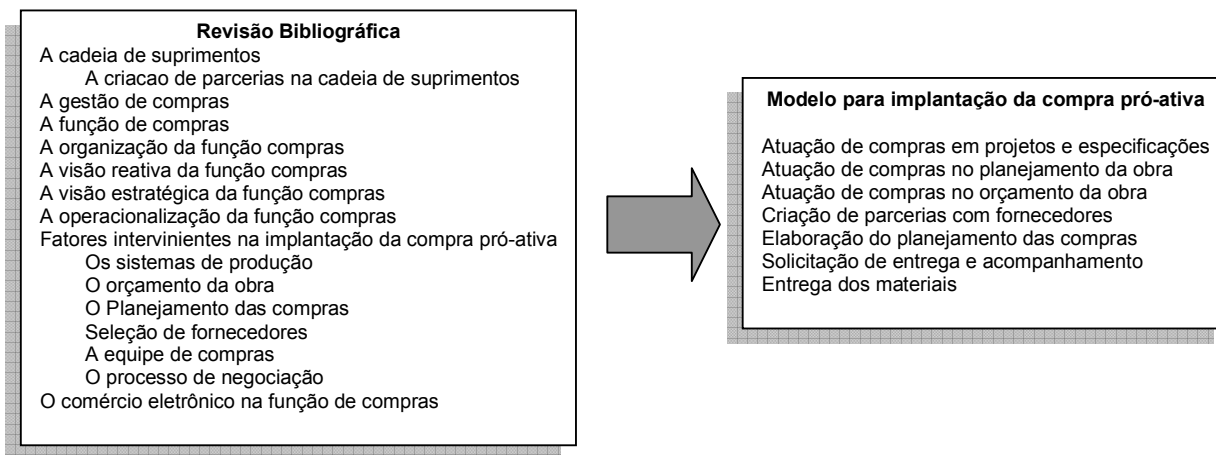 Revisão Bibliográfica
A cadeia de suprimentos
A criacao de parcerias na cadeia de suprimentos
A gestão de compras
A função de compras
A organização da função compras
A visão reativa da função compras
A visão estratégica da função compras
A operacionalização da função compras
Fatores intervinientes na implantação da compra pró-ativa
Os sistemas de produção
O orçamento da obra
O Planejamento das compras
Seleção de fornecedores
A equipe de compras
O processo de negociação
O comércio eletrônico na função de compras
Modelo para implantação da compra pró-ativa
Atuação de compras em projetos e especificações
Atuação de compras no planejamento da obra
Atuação de compras no orçamento da obra
Criação de parcerias com fornecedores
Elaboração do planejamento das compras
Solicitação de entrega e acompanhamento
Entrega dos materiais